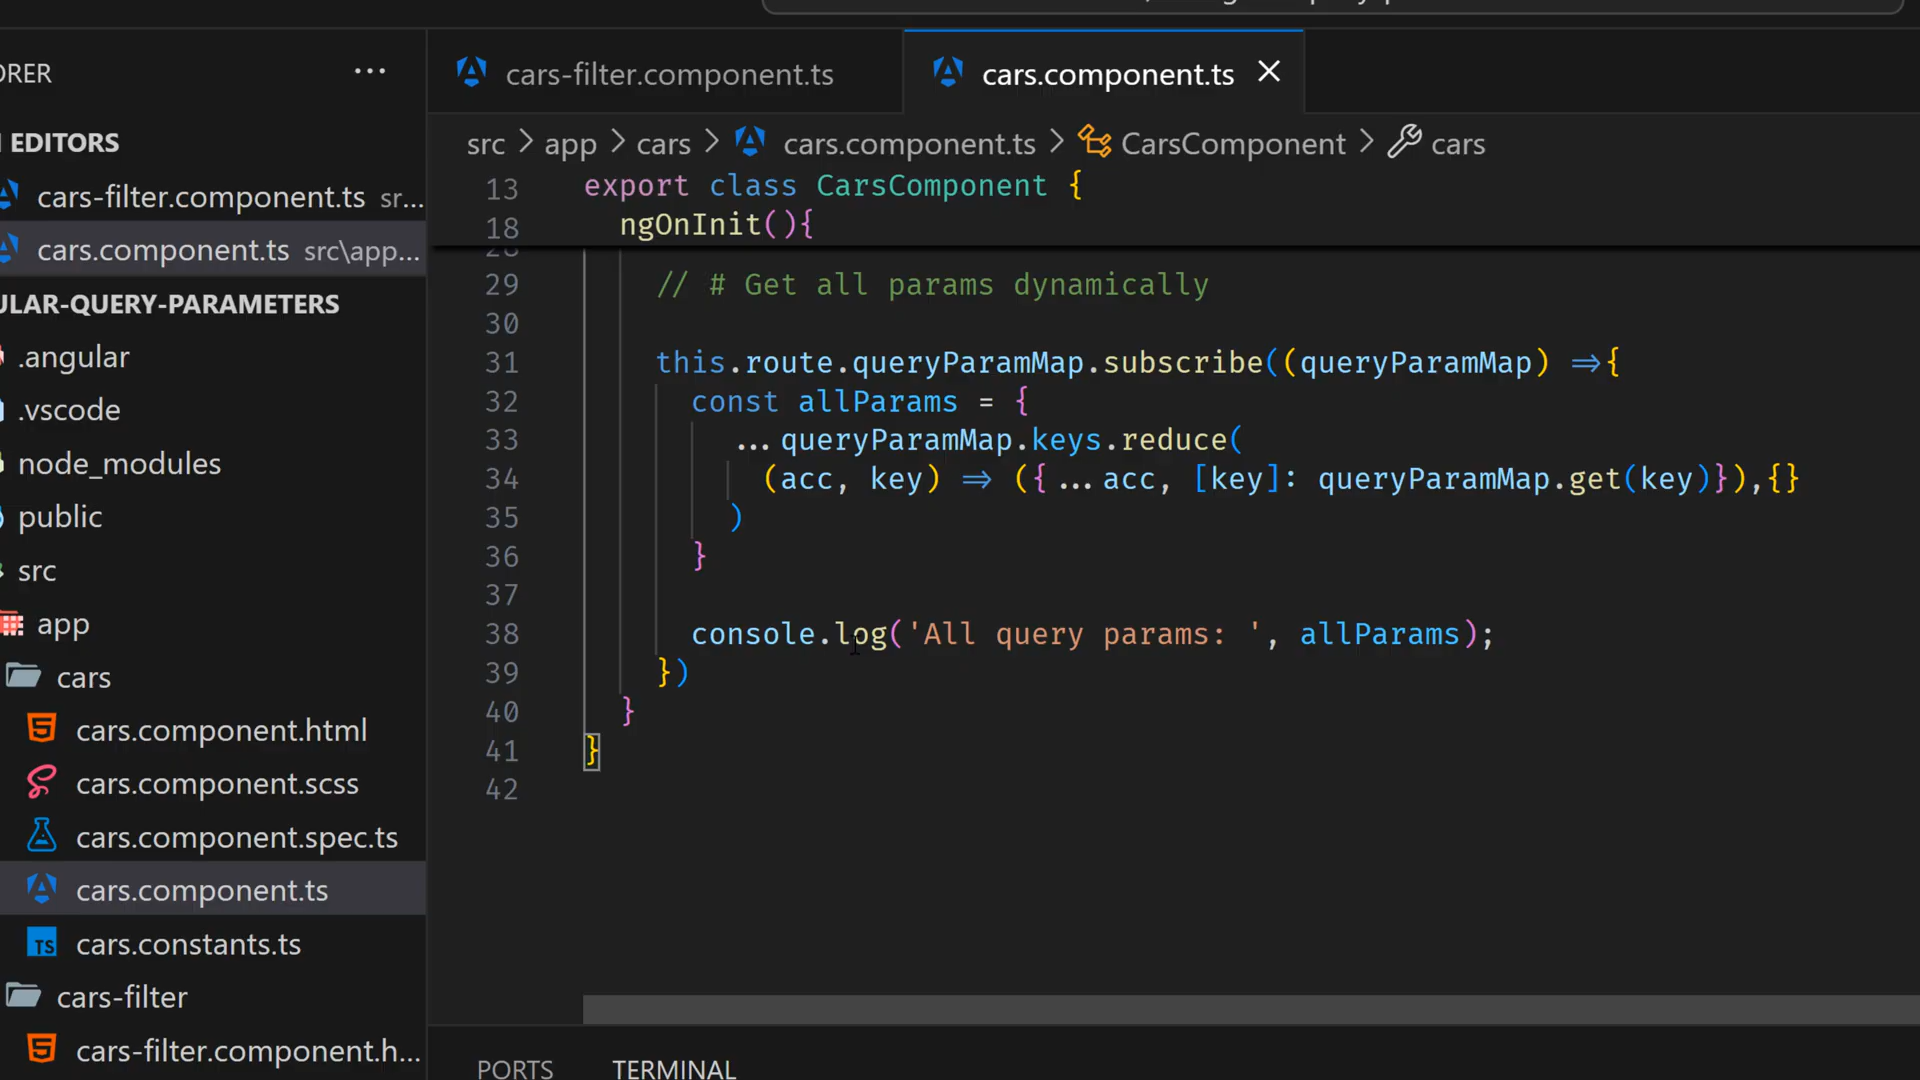 ORER
EDITORS
cars-filter.component.ts sr...
cars.component.ts src\app...
ULAR-QUERY-PARAMETERS
.angular
.vscode
node_modules
public
src
app
cars
cars.component.html
cars.component.scss
cars.component.spec.ts
cars.component.ts
TS cars.constants.ts
cars-filter
cars-filter.component.h...
cars-filter.component.ts
cars.component.ts
src > app > cars > cars.component.ts > CarsComponent > cars
13 export class CarsComponent {
18 ngOnInit(){
28
29 // # Get all params dynamically
30
31 this.route.queryParamMap.subscribe((queryParamMap) =>{
32 const allParams = {
33 ...queryParamMap.keys.reduce(
34 (acc, key) => ({...acc, [key]: queryParamMap.get(key)}),{}
35 )
36 }
37
38 console.log('All query params: ', allParams);
39 })
40 }
41 }
42
PORTS TERMINAL